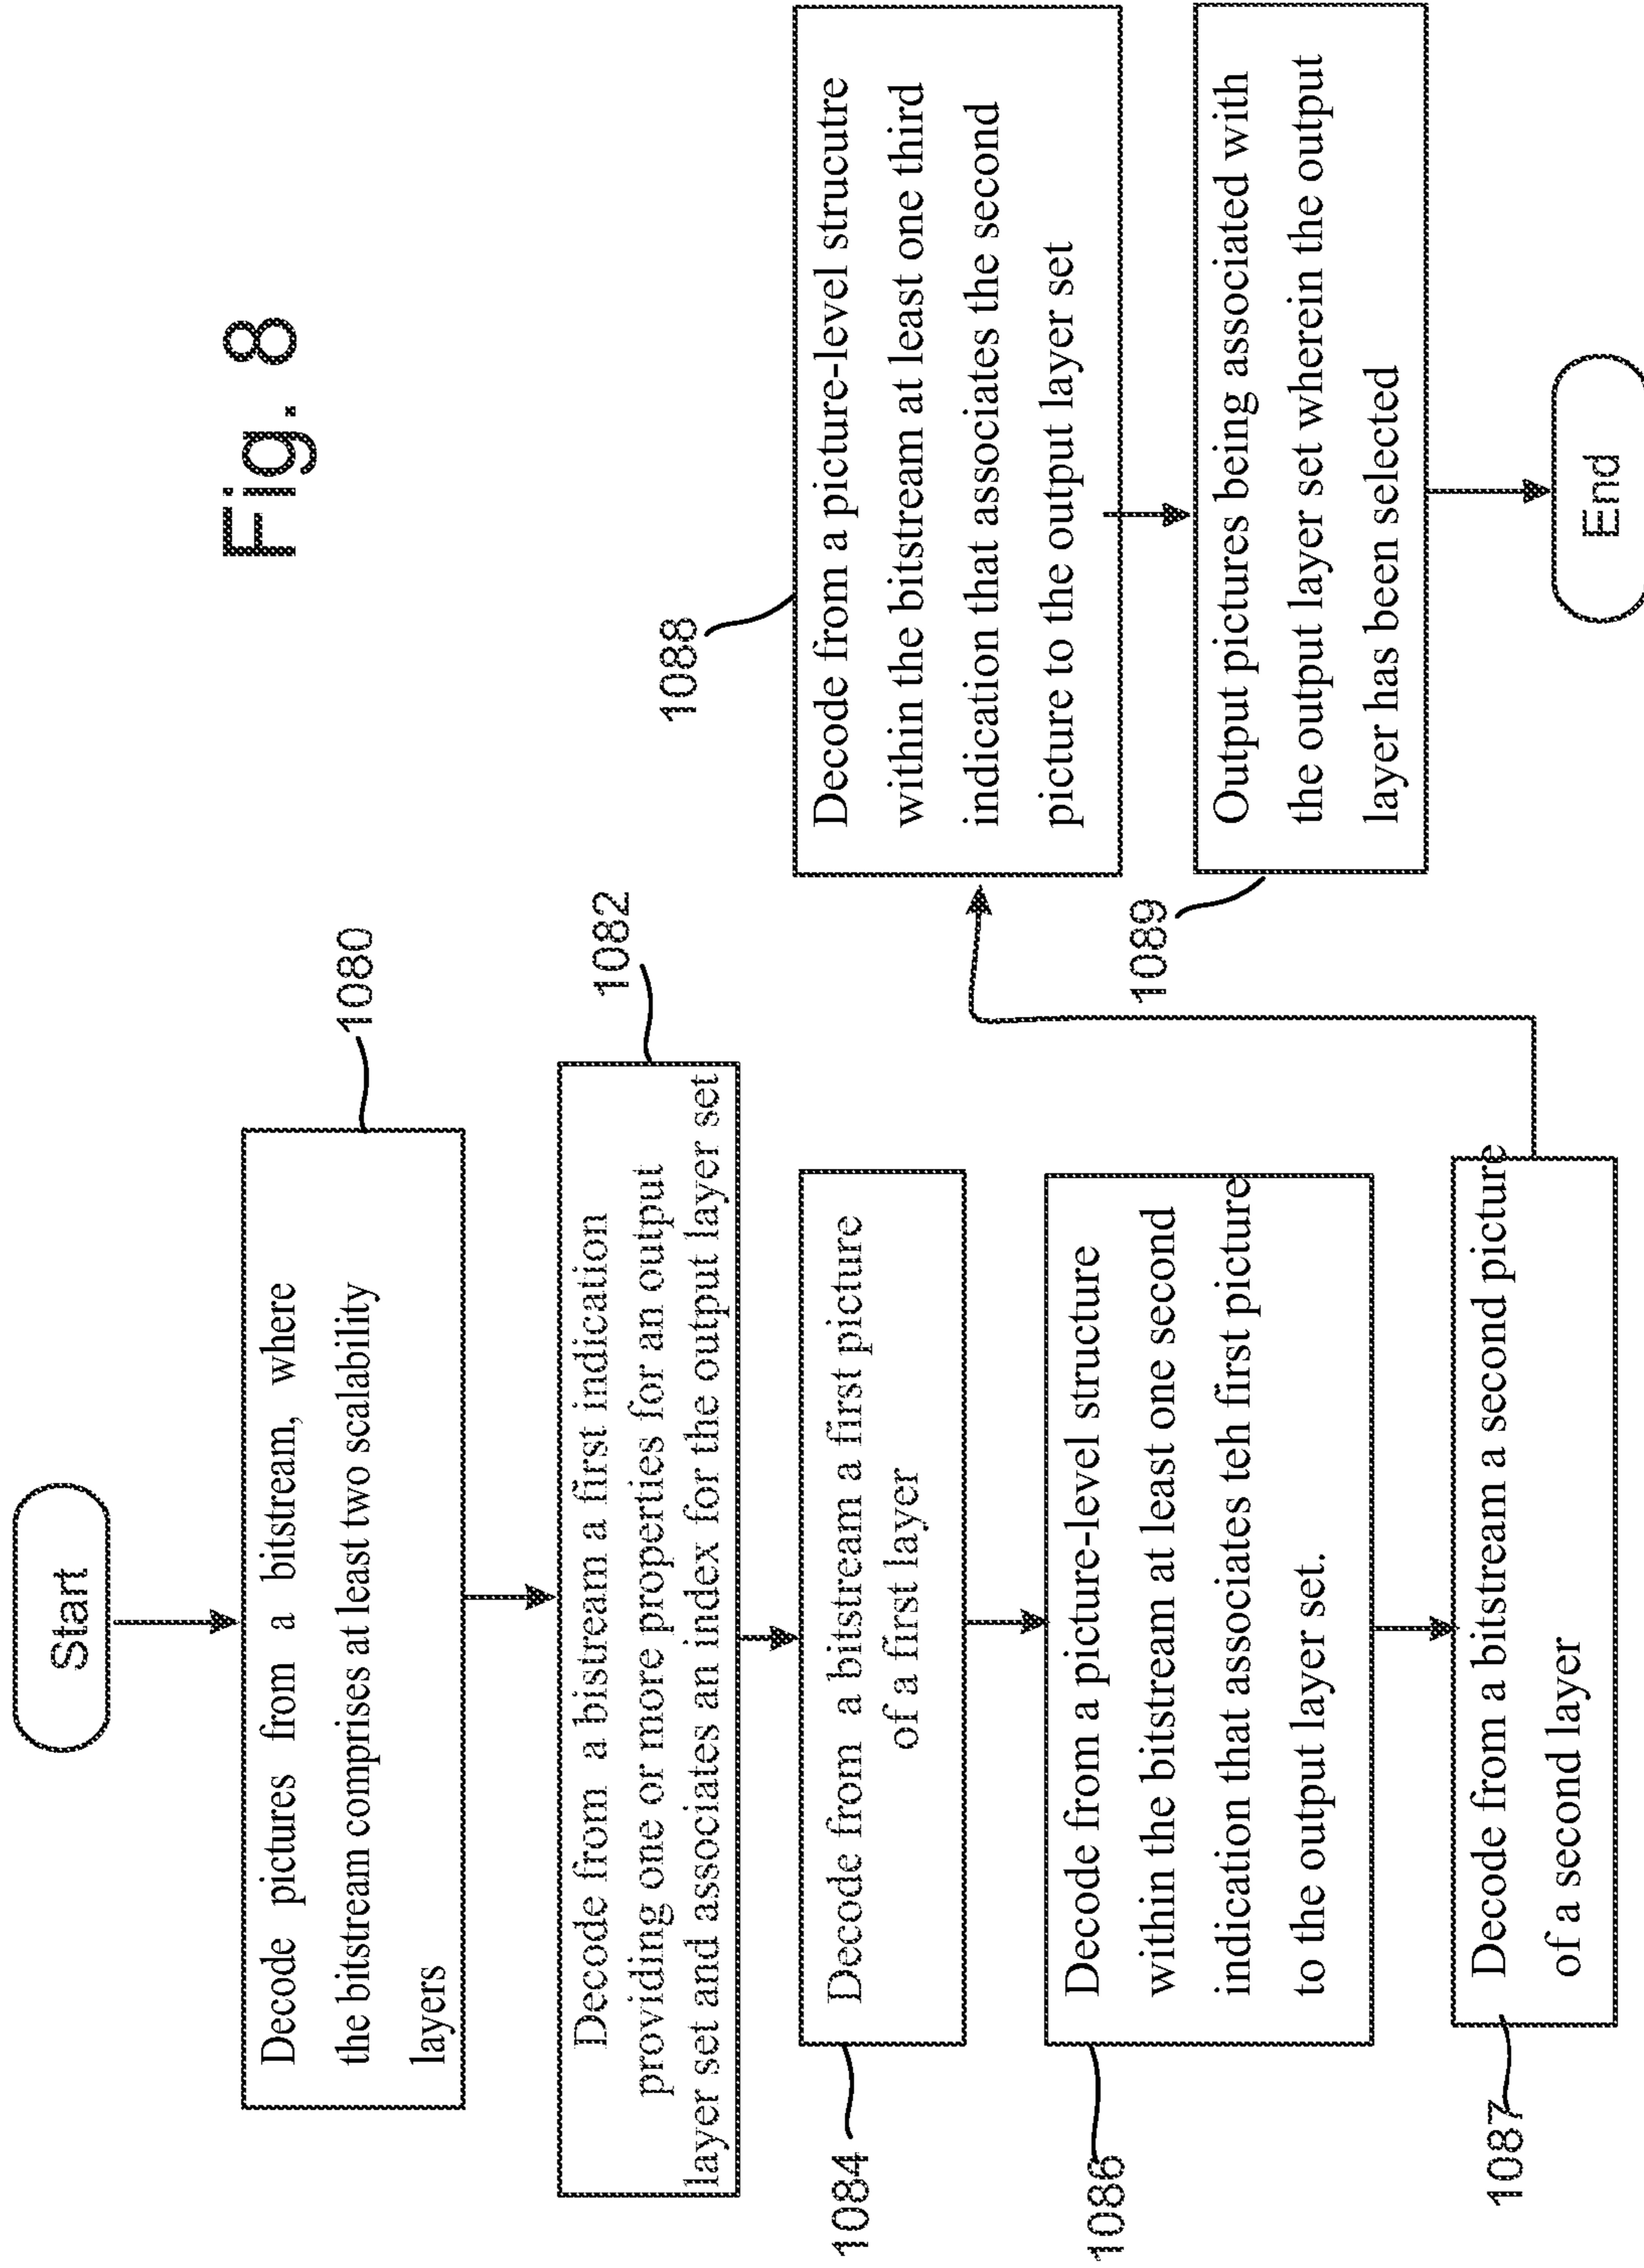 Fig. 8
Start
1080
Decode pictures from a bitstream, where
the bitstream comprises at least two scalability
layers
1082
Decode from a bistream a first indication
providing one or more properties for an output
layer set and associates an index for the output layer set
1084
Decode from a bitstream a first picture
of a first layer
1086
Decode from a picture-level structure
within the bitstream at least one second
indication that associates teh first picture
to the output layer set.
1087
Decode from a bitstream a second picture
of a second layer
1088
Decode from a picture-level strucutre
within the bitstream at least one third
indication that associates the second
picture to the output layer set
1089
Output pictures being associated with
the output layer set wherein the output
layer has been selected
End